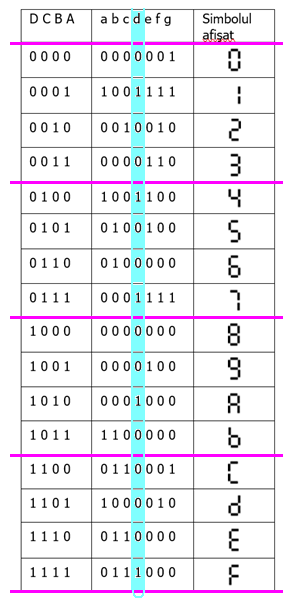 D C B A a b c d e f g Simbolul
afişat
0 0 0 0 0 0 0 0 0 0 1 0
0 0 0 1 1 0 0 1 1 1 1 1
0 0 1 0 0 0 1 0 0 1 0 2
0 0 1 1 0 0 0 0 1 1 0 3
0 1 0 0 1 0 0 1 1 0 0 4
0 1 0 1 0 1 0 0 1 0 0 5
0 1 1 0 0 1 0 0 0 0 0 6
0 1 1 1 0 0 0 1 1 1 1 7
1 0 0 0 0 0 0 0 0 0 0 8
1 0 0 1 0 0 0 0 1 0 0 9
1 0 1 0 0 0 0 1 0 0 0 A
1 0 1 1 1 1 0 0 0 0 0 b
1 1 0 0 0 1 1 0 0 0 1 C
1 1 0 1 1 0 0 0 0 1 0 d
1 1 1 0 0 1 1 0 0 0 0 E
1 1 1 1 0 1 1 1 0 0 0 F